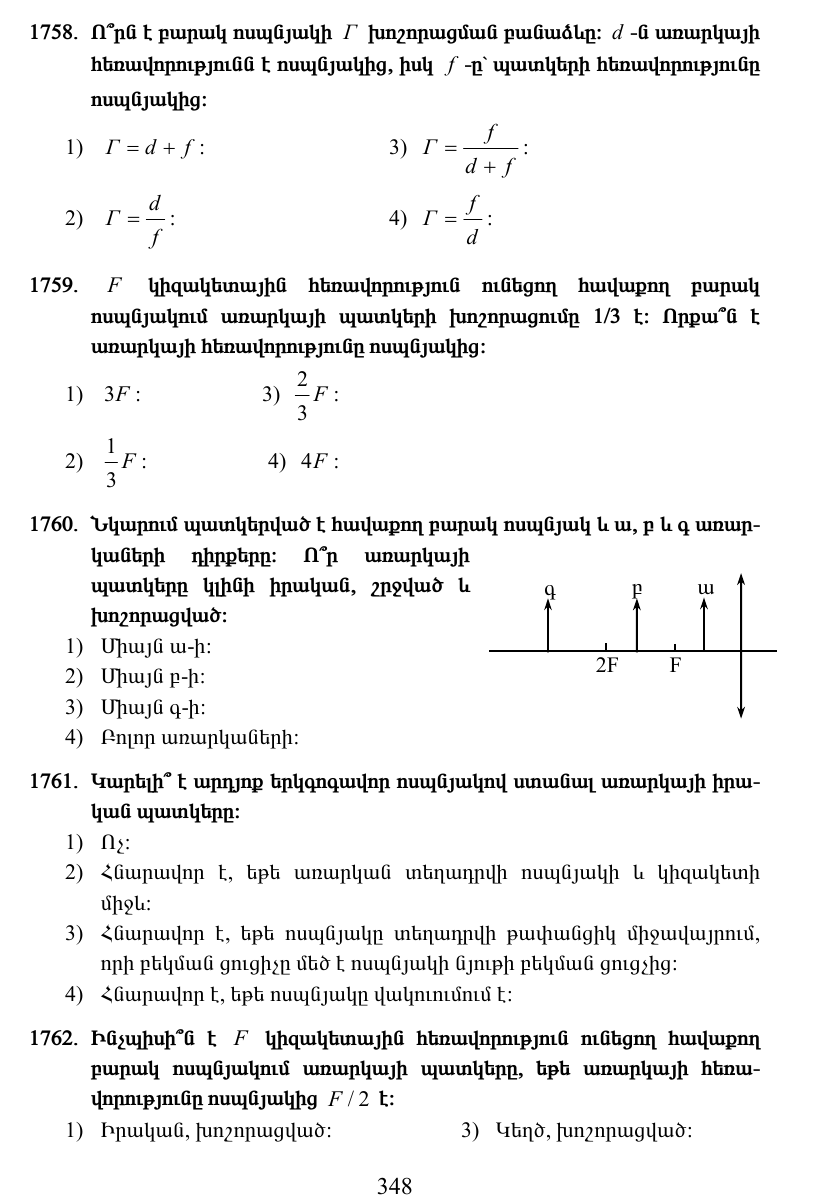 1758. Ո՞րն է բարակ ոսպնյակի Γ խոշորացման բանաձևը: d -ն առարկայի
հեռավորությունն է ոսպնյակից, իսկ f -ը՝ պատկերի հեռավորությունը
ոսպնյակից:
1) Γ = d + f :
3) Γ = f / (d + f) :
2) Γ = d / f :
4) Γ = f / d :
1759. F կիզակետային հեռավորություն ունեցող հավաքող բարակ
ոսպնյակում առարկայի պատկերի խոշորացումը 1/3 է: Որքա՞ն է
առարկայի հեռավորությունը ոսպնյակից:
1) 3F :
3) 2/3 F :
2) 1/3 F :
4) 4F :
1760. Նկարում պատկերված է հավաքող բարակ ոսպնյակ և ա, բ և գ առար-
կաների դիրքերը: Ո՞ր առարկայի
պատկերը կլինի իրական, շրջված և
խոշորացված:
1) Միայն ա-ի:
2) Միայն բ-ի:
3) Միայն գ-ի:
4) Բոլոր առարկաների:
գ բ ա
2F F
1761. Կարելի՞ է արդյոք երկգոգավոր ոսպնյակով ստանալ առարկայի իրա-
կան պատկերը:
1) Ոչ:
2) Հնարավոր է, եթե առարկան տեղադրվի ոսպնյակի և կիզակետի
միջև:
3) Հնարավոր է, եթե ոսպնյակը տեղադրվի թափանցիկ միջավայրում,
որի բեկման ցուցիչը մեծ է ոսպնյակի նյութի բեկման ցուցչից:
4) Հնարավոր է, եթե ոսպնյակը վակուումում է:
1762. Ինչպիսի՞ն է F կիզակետային հեռավորություն ունեցող հավաքող
բարակ ոսպնյակում առարկայի պատկերը, եթե առարկայի հեռա-
վորությունը ոսպնյակից F / 2 է:
1) Իրական, խոշորացված:
3) Կեղծ, խոշորացված:
348